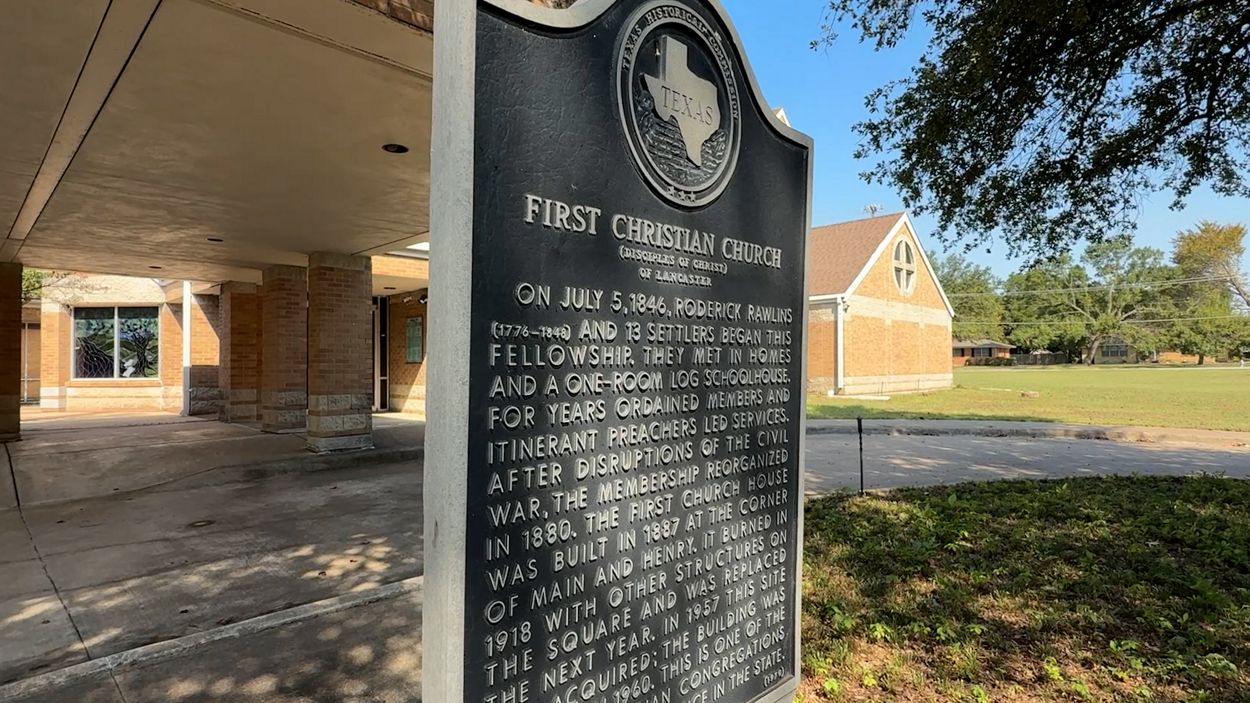 TEXAS HISTORICAL COMMISSION
TEXAS
FIRST CHRISTIAN CHURCH
(DISCIPLES OF CHRIST)
OF LANCASTER
ON JULY 5, 1846, RODERICK RAWLINS
(1776–1848) AND 13 SETTLERS BEGAN THIS
FELLOWSHIP. THEY MET IN HOMES
AND A ONE-ROOM LOG SCHOOLHOUSE.
FOR YEARS ORDAINED MEMBERS AND
ITINERANT PREACHERS LED SERVICES.
AFTER DISRUPTIONS OF THE CIVIL
WAR, THE MEMBERSHIP REORGANIZED
IN 1880. THE FIRST CHURCH HOUSE
WAS BUILT IN 1887 AT THE CORNER
OF MAIN AND HENRY. IT BURNED IN
1918 WITH OTHER STRUCTURES ON
THE SQUARE AND WAS REPLACED
THE NEXT YEAR. IN 1957 THIS SITE
ACQUIRED; THE BUILDING WAS
1960. THIS IS ONE OF THE
CONGREGATIONS
IN THE STATE.
(1979)